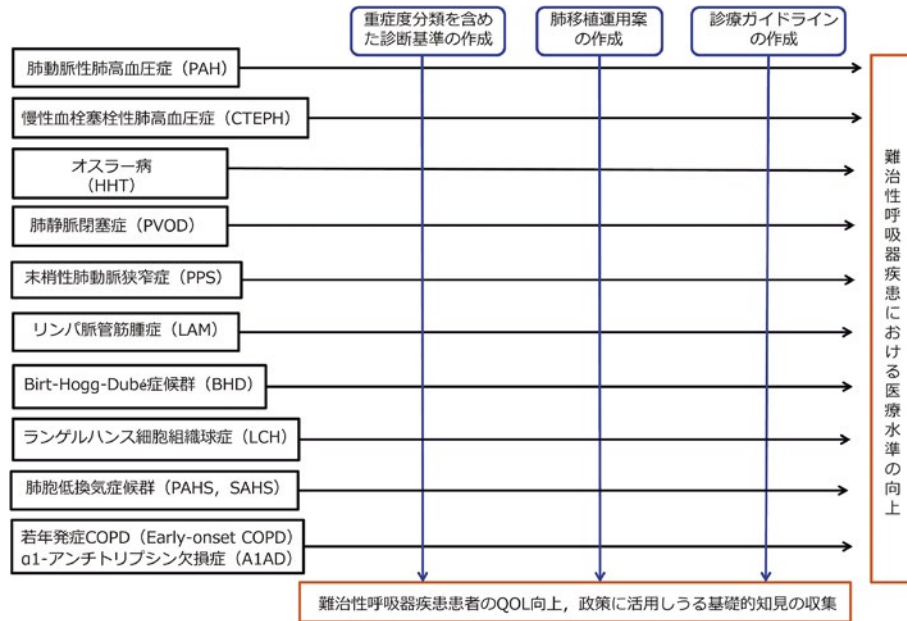 重症度分類を含め
た診断基準の作成
肺移植運用案
の作成
診療ガイドライン
の作成
肺動脈性肺高血圧症（PAH）
慢性血栓塞栓性肺高血圧症（CTEPH）
オスラー病
（HHT）
肺静脈閉塞症（PVOD）
末梢性肺動脈狭窄症（PPS）
リンパ脈管筋腫症（LAM）
Birt-Hogg-Dubé症候群（BHD）
ランゲルハンス細胞組織球症（LCH）
肺胞低換気症候群（PAHS，SAHS）
若年発症COPD（Early-onset COPD）
α1-アンチトリプシン欠損症（A1AD）
難治性呼吸器疾患における医療水準の向上
難治性呼吸器疾患患者のQOL向上，政策に活用しうる基礎的知見の収集